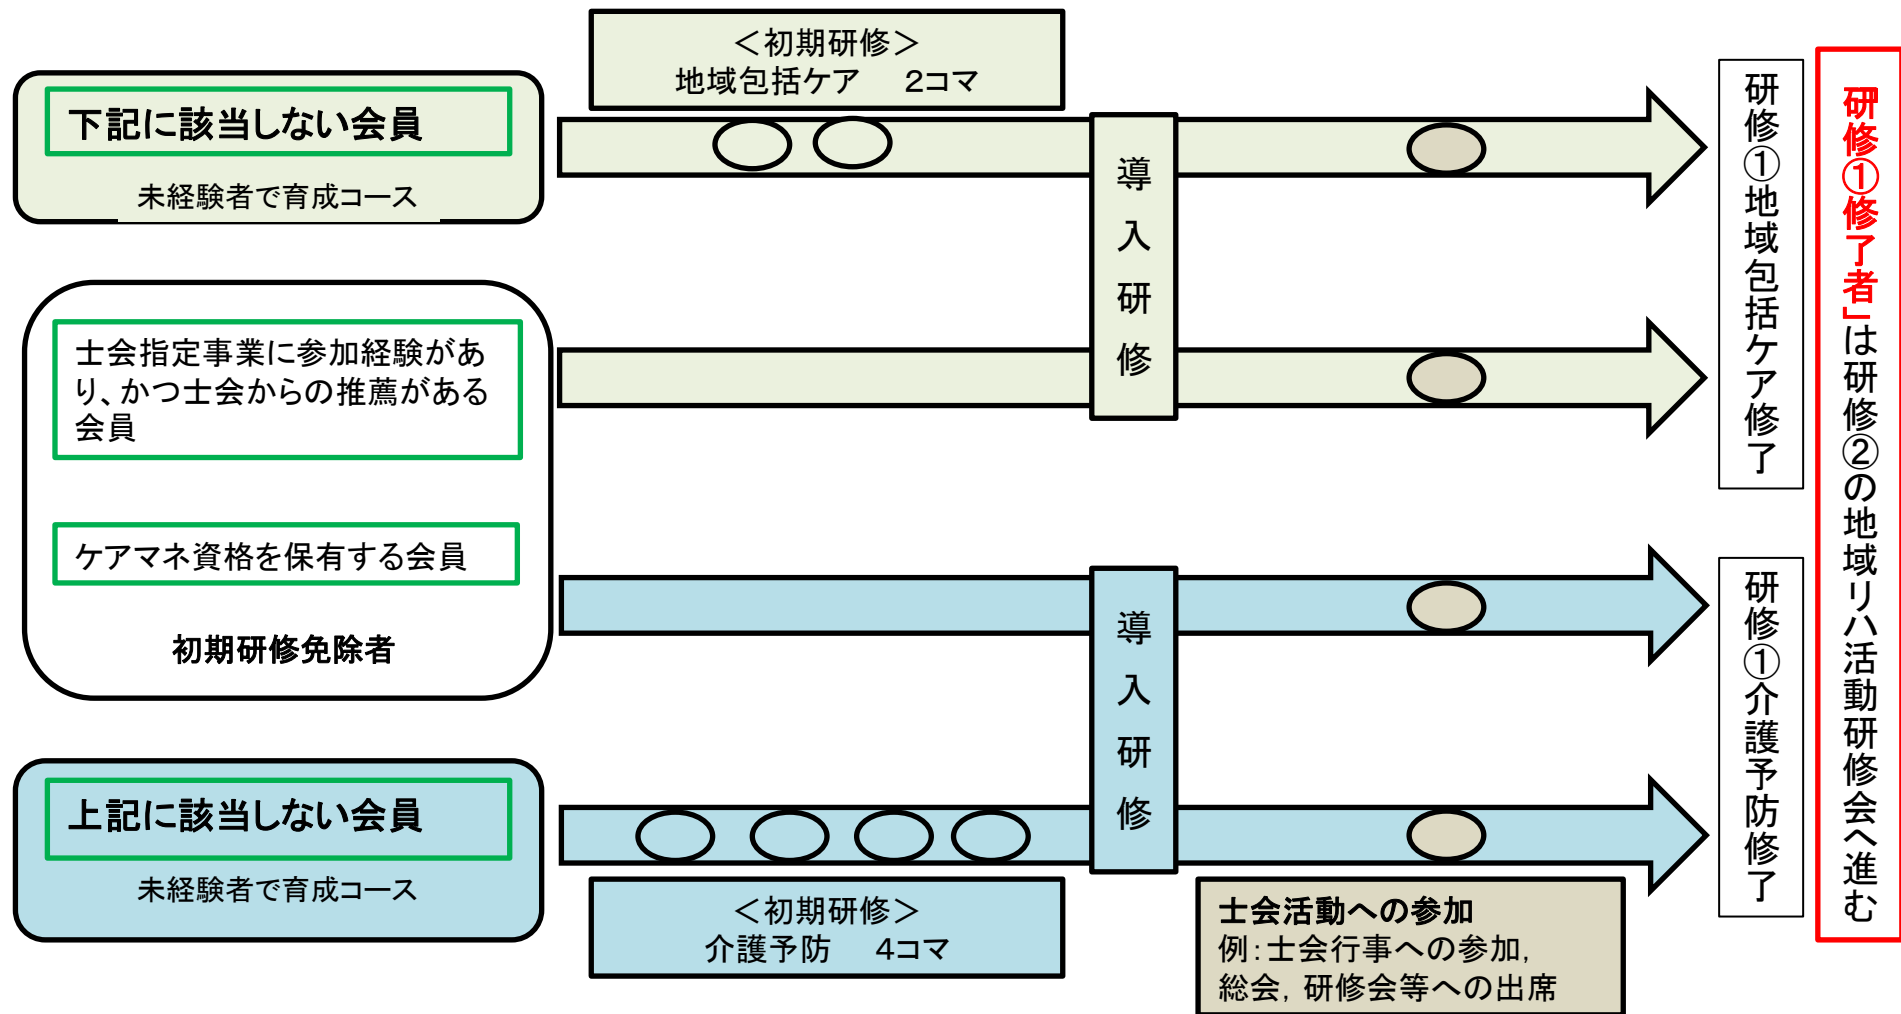 ＜初期研修＞
地域包括ケア　2コマ
下記に該当しない会員
未経験者で育成コース
導入研修
士会指定事業に参加経験があ
り、かつ士会からの推薦がある
会員
ケアマネ資格を保有する会員
初期研修免除者
導入研修
上記に該当しない会員
未経験者で育成コース
＜初期研修＞
介護予防　4コマ
士会活動への参加
例：士会行事への参加,
総会, 研修会等への出席
研修①地域包括ケア修了
研修①介護予防修了
「研修①修了者」は研修②の地域リハ活動研修会へ進む